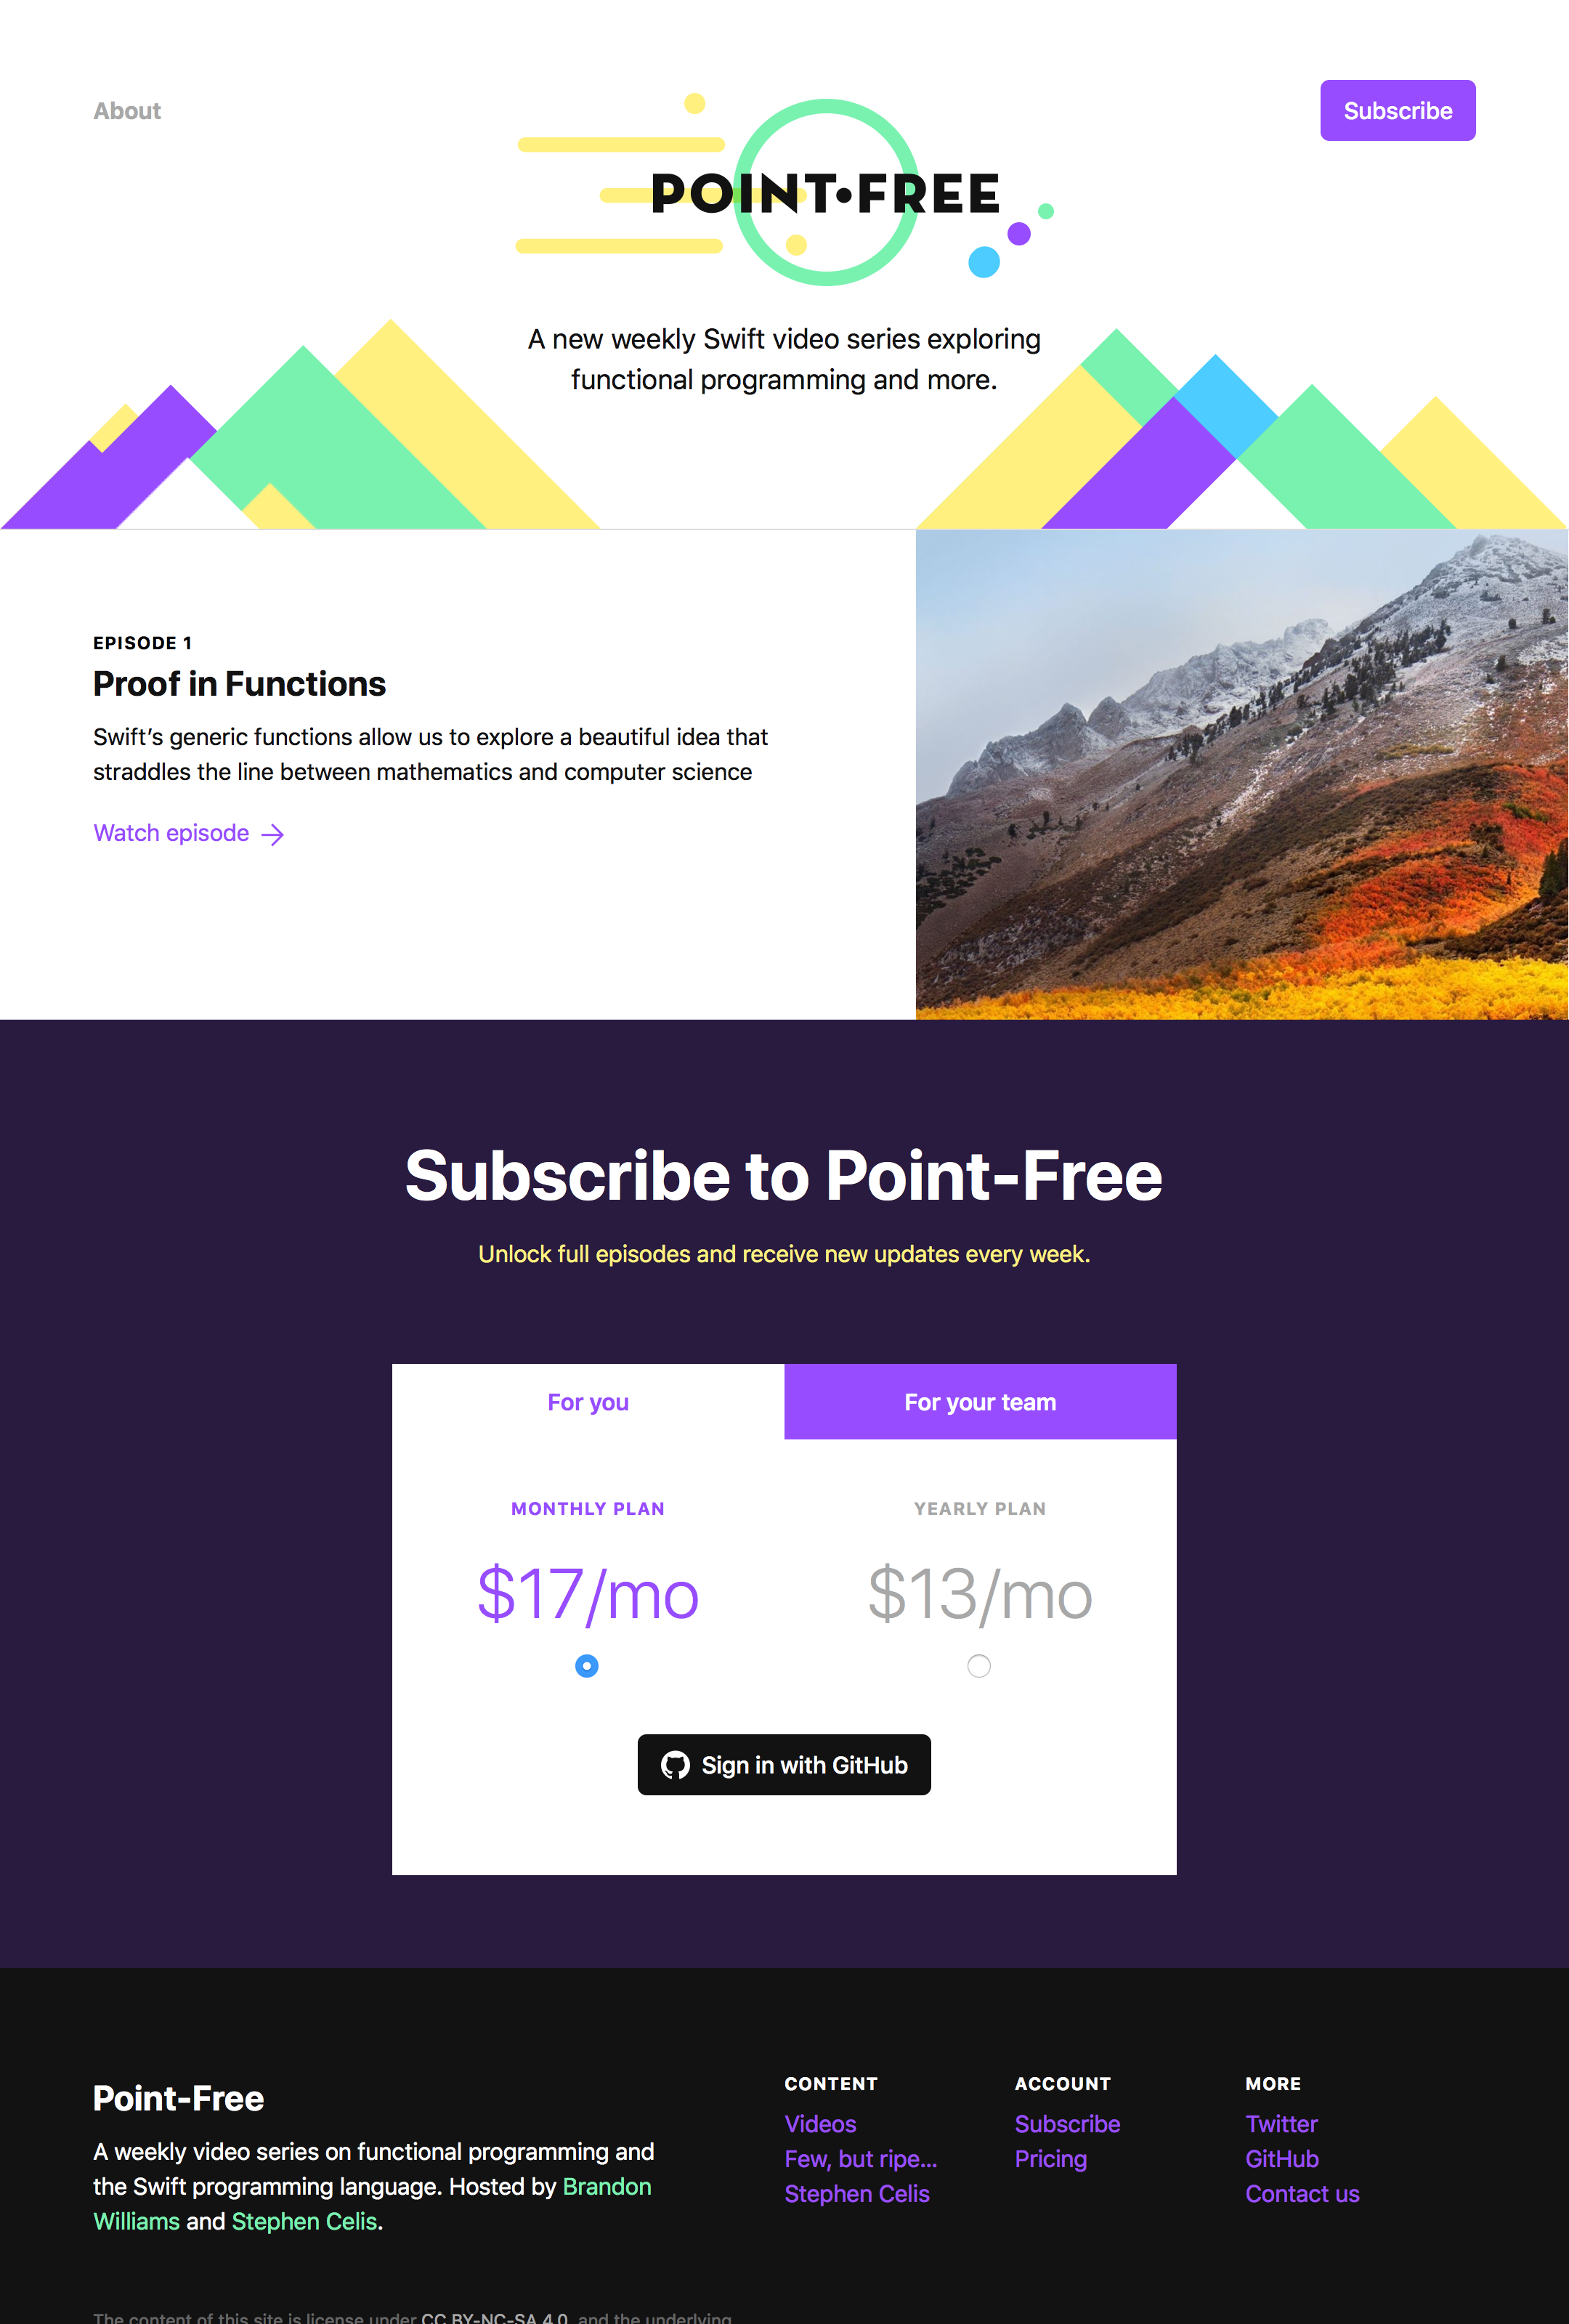 About
POINT•FREE
Subscribe
A new weekly Swift video series exploring
functional programming and more.
EPISODE 1
Proof in Functions
Swift’s generic functions allow us to explore a beautiful idea that
straddles the line between mathematics and computer science
Watch episode →
Subscribe to Point-Free
Unlock full episodes and receive new updates every week.
For you
For your team
MONTHLY PLAN
$17/mo
YEARLY PLAN
$13/mo
Sign in with GitHub
Point-Free
A weekly video series on functional programming and
the Swift programming language. Hosted by Brandon
Williams and Stephen Celis.
CONTENT
Videos
Few, but ripe...
Stephen Celis
ACCOUNT
Subscribe
Pricing
MORE
Twitter
GitHub
Contact us
The content of this site is license under CC BY-NC-SA 4.0, and the underlying